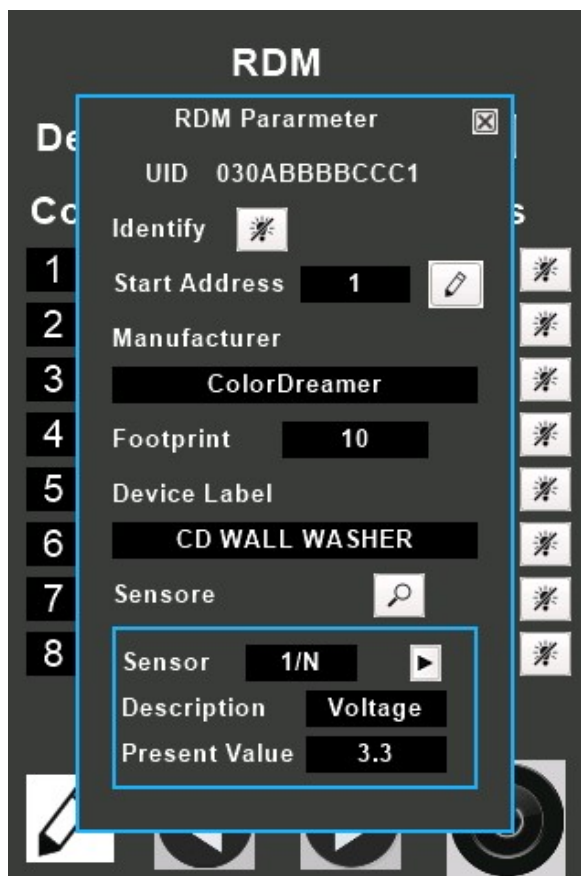 RDM
RDM Pararmeter
De
UID 030ABBBBCCC1
Co s
Identify
1
Start Address 1
2
Manufacturer
3
ColorDreamer
4
Footprint 10
5
Device Label
6
CD WALL WASHER
7
Sensore
8
Sensor 1/N
Description Voltage
Present Value 3.3